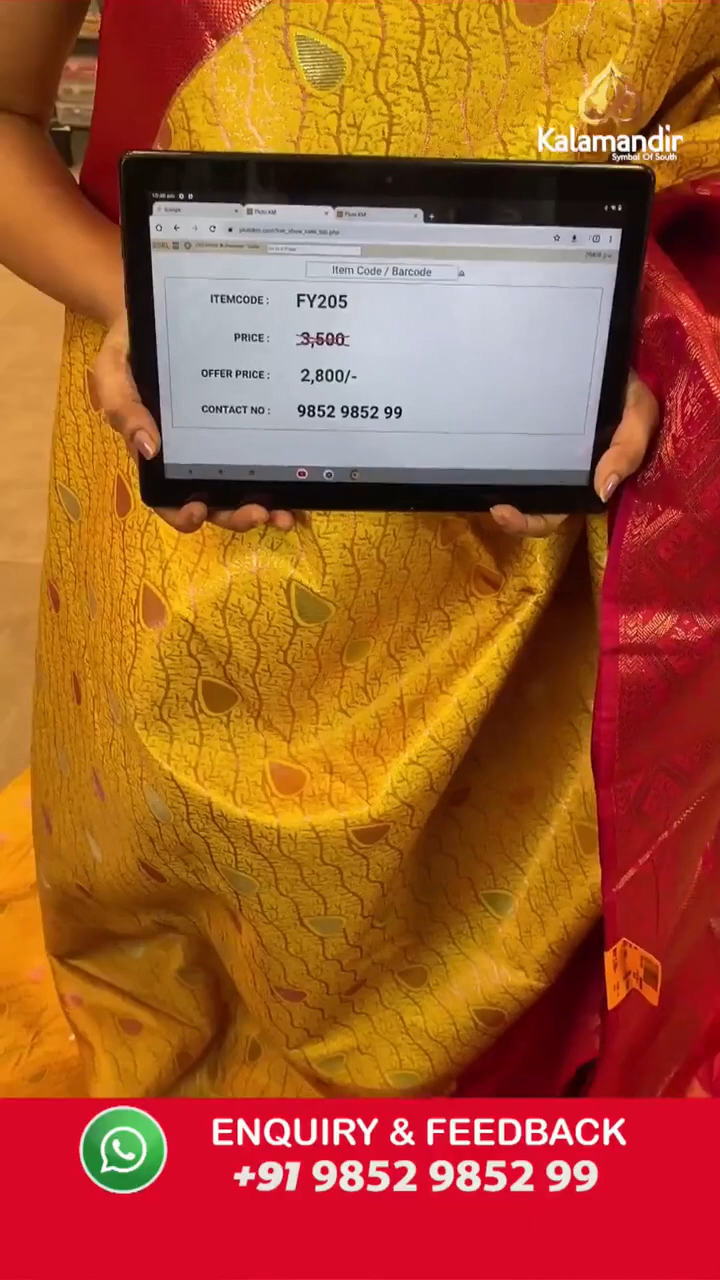 Kalamandir
Symbol Of South
Item Code / Barcode
ITEMCODE : FY205
PRICE : 3,500
OFFER PRICE : 2,800/-
CONTACT NO : 9852 9852 99
ENQUIRY & FEEDBACK
+91 9852 9852 99